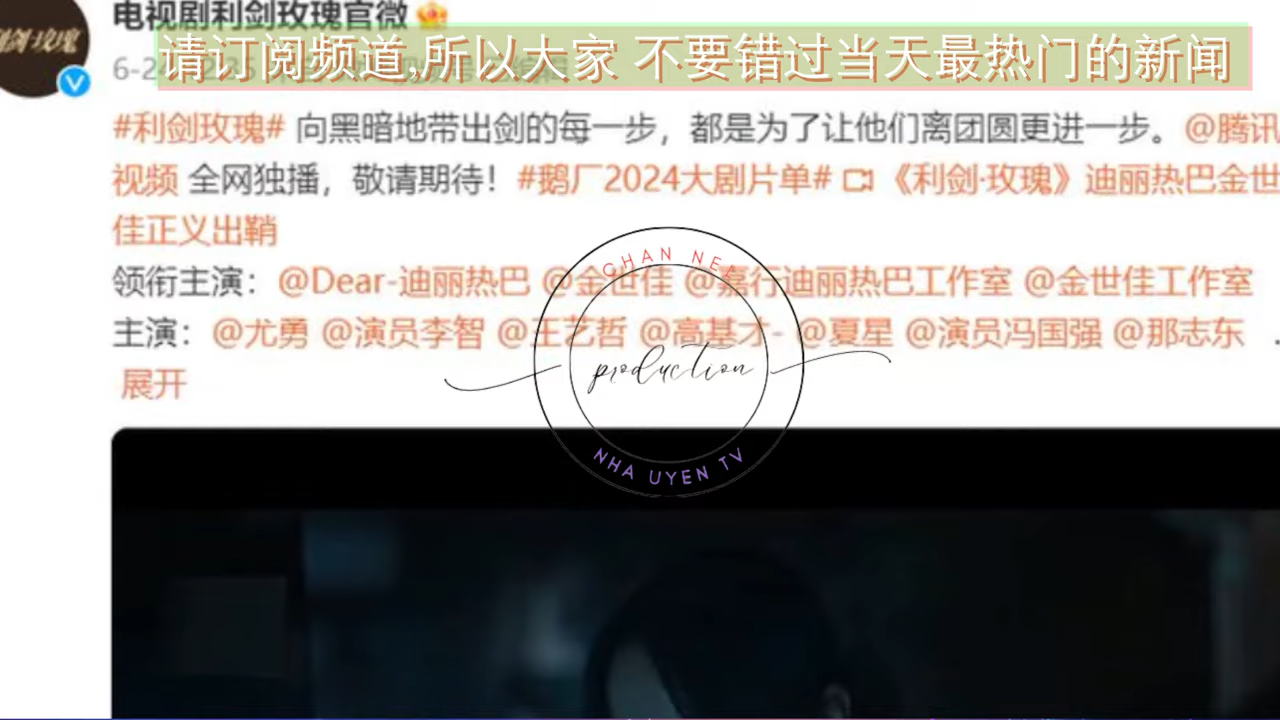 电视剧利剑玫瑰官微
请订阅频道,所以大家 不要错过当天最热门的新闻
#利剑玫瑰# 向黑暗地带出剑的每一步，都是为了让他们离团圆更进一步。@腾讯
视频 全网独播，敬请期待！#鹅厂2024大剧片单# 《利剑·玫瑰》迪丽热巴金世
佳正义出鞘
领衔主演：@Dear-迪丽热巴 @金世佳 @嘉行迪丽热巴工作室 @金世佳工作室
主演：@尤勇 @演员李智 @王艺哲 @高基才- @夏星 @演员冯国强 @那志东
展开
CHAN NEE
production
NHA UYEN TV